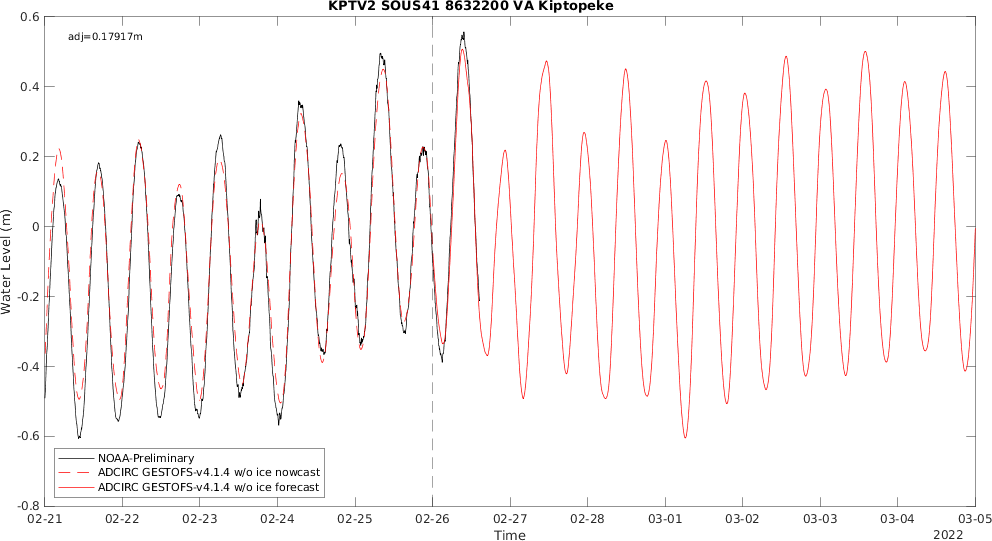 KPTV2 SOUS41 8632200 VA Kiptopeke
adj=0.17917m
Water Level (m)
0.6
0.4
0.2
0
-0.2
-0.4
-0.6
-0.8
NOAA-Preliminary
ADCIRC GESTOFS-v4.1.4 w/o ice nowcast
ADCIRC GESTOFS-v4.1.4 w/o ice forecast
02-21 02-22 02-23 02-24 02-25 02-26 02-27 02-28 03-01 03-02 03-03 03-04 03-05
Time
2022